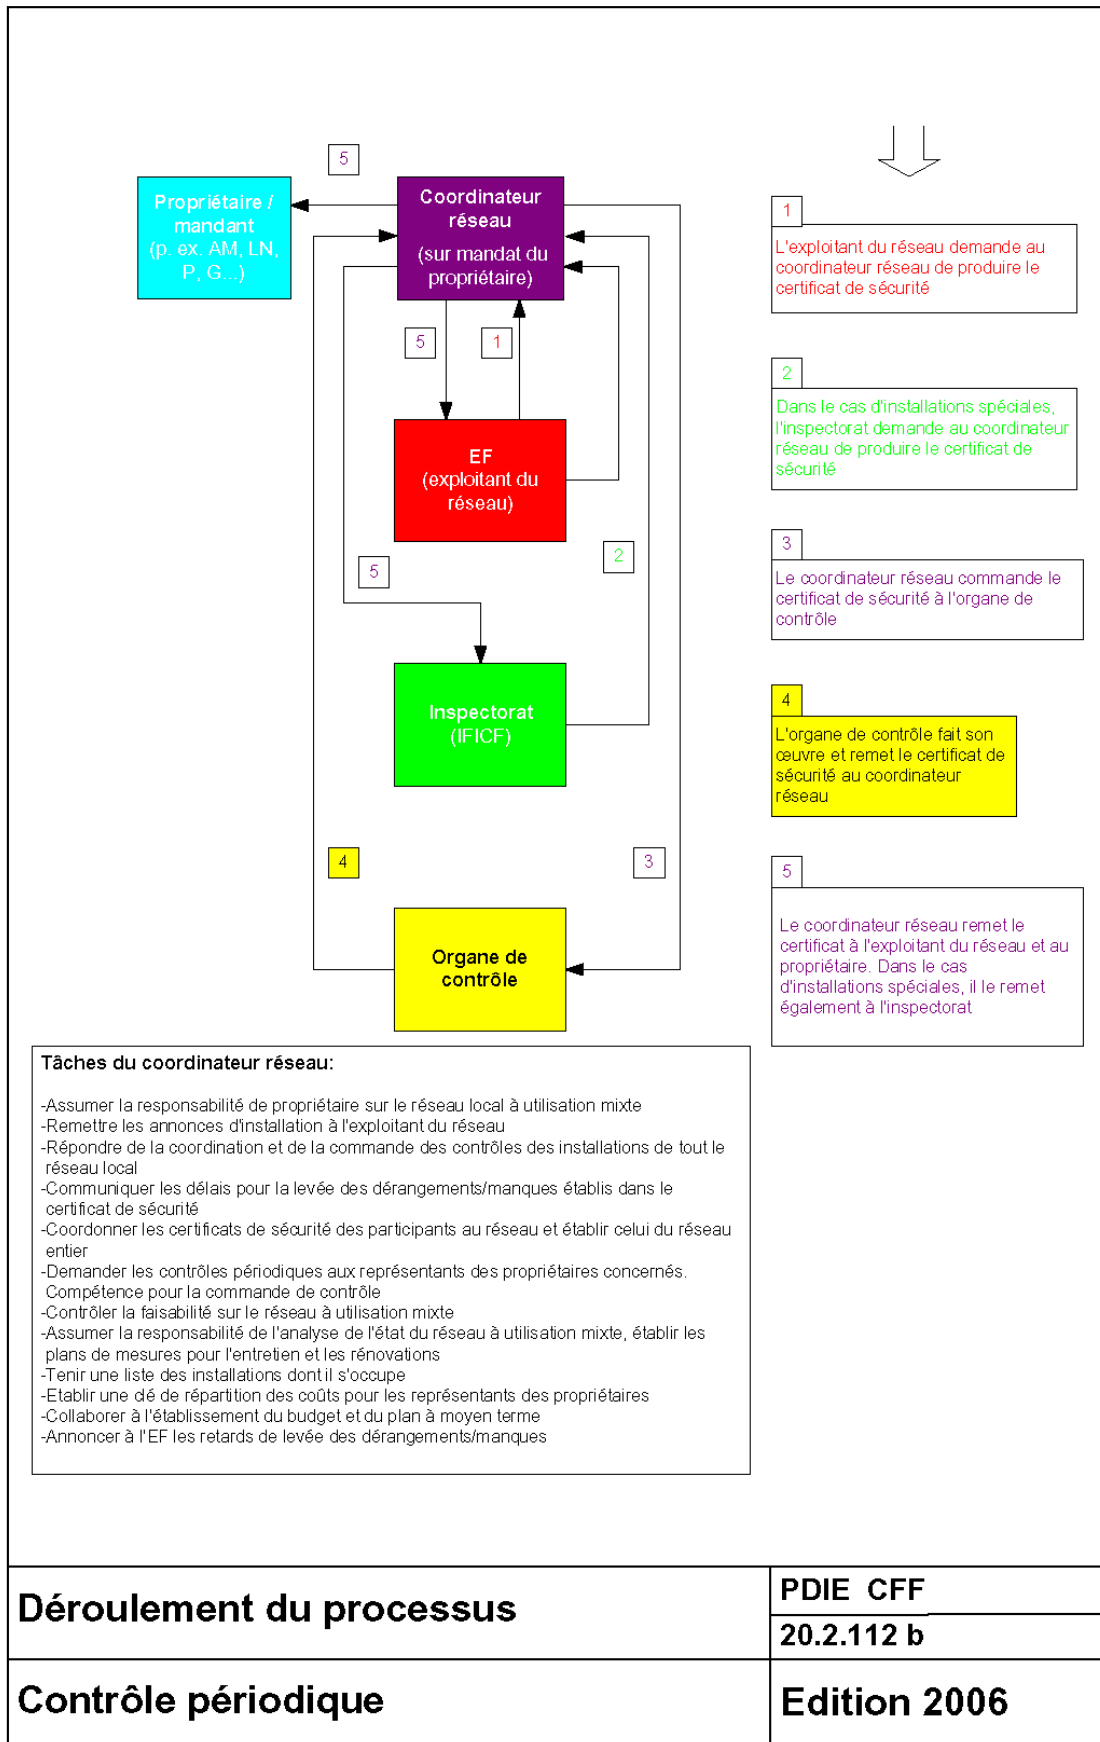 5
Propriétaire /
mandant
(p. ex. AM, LN,
P, G...)
Coordinateur
réseau
(sur mandat du
propriétaire)
5
1
EF
(exploitant du
réseau)
2
5
Inspectorat
(IFICF)
4
3
Organe de
contrôle
1
L'exploitant du réseau demande au
coordinateur réseau de produire le
certificat de sécurité
2
Dans le cas d'installations spéciales,
l'inspectorat demande au coordinateur
réseau de produire le certificat de
sécurité
3
Le coordinateur réseau commande le
certificat de sécurité à l'organe de
contrôle
4
L'organe de contrôle fait son
œuvre et remet le certificat de
sécurité au coordinateur
réseau
5
Le coordinateur réseau remet le
certificat à l'exploitant du réseau et au
propriétaire. Dans le cas
d'installations spéciales, il le remet
également à l'inspectorat
Tâches du coordinateur réseau:
-Assumer la responsabilité de propriétaire sur le réseau local à utilisation mixte
-Remettre les annonces d'installation à l'exploitant du réseau
-Répondre de la coordination et de la commande des contrôles des installations de tout le
réseau local
-Communiquer les délais pour la levée des dérangements/manques établis dans le
certificat de sécurité
-Coordonner les certificats de sécurité des participants au réseau et établir celui du réseau
entier
-Demander les contrôles périodiques aux représentants des propriétaires concernés.
Compétence pour la commande de contrôle
-Contrôler la faisabilité sur le réseau à utilisation mixte
-Assumer la responsabilité de l'analyse de l'état du réseau à utilisation mixte, établir les
plans de mesures pour l'entretien et les rénovations
-Tenir une liste des installations dont il s'occupe
-Etablir une clé de répartition des coûts pour les représentants des propriétaires
-Collaborer à l'établissement du budget et du plan à moyen terme
-Annoncer à l'EF les retards de levée des dérangements/manques
Déroulement du processus
PDIE CFF
20.2.112 b
Contrôle périodique
Edition 2006